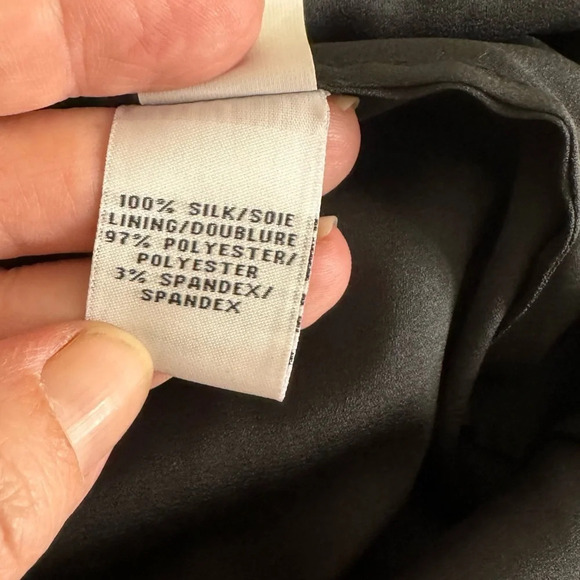 100% SILK/SOIE
LINING/DOUBLURE
97% POLYESTER/
POLYESTER
3% SPANDEX/
SPANDEX